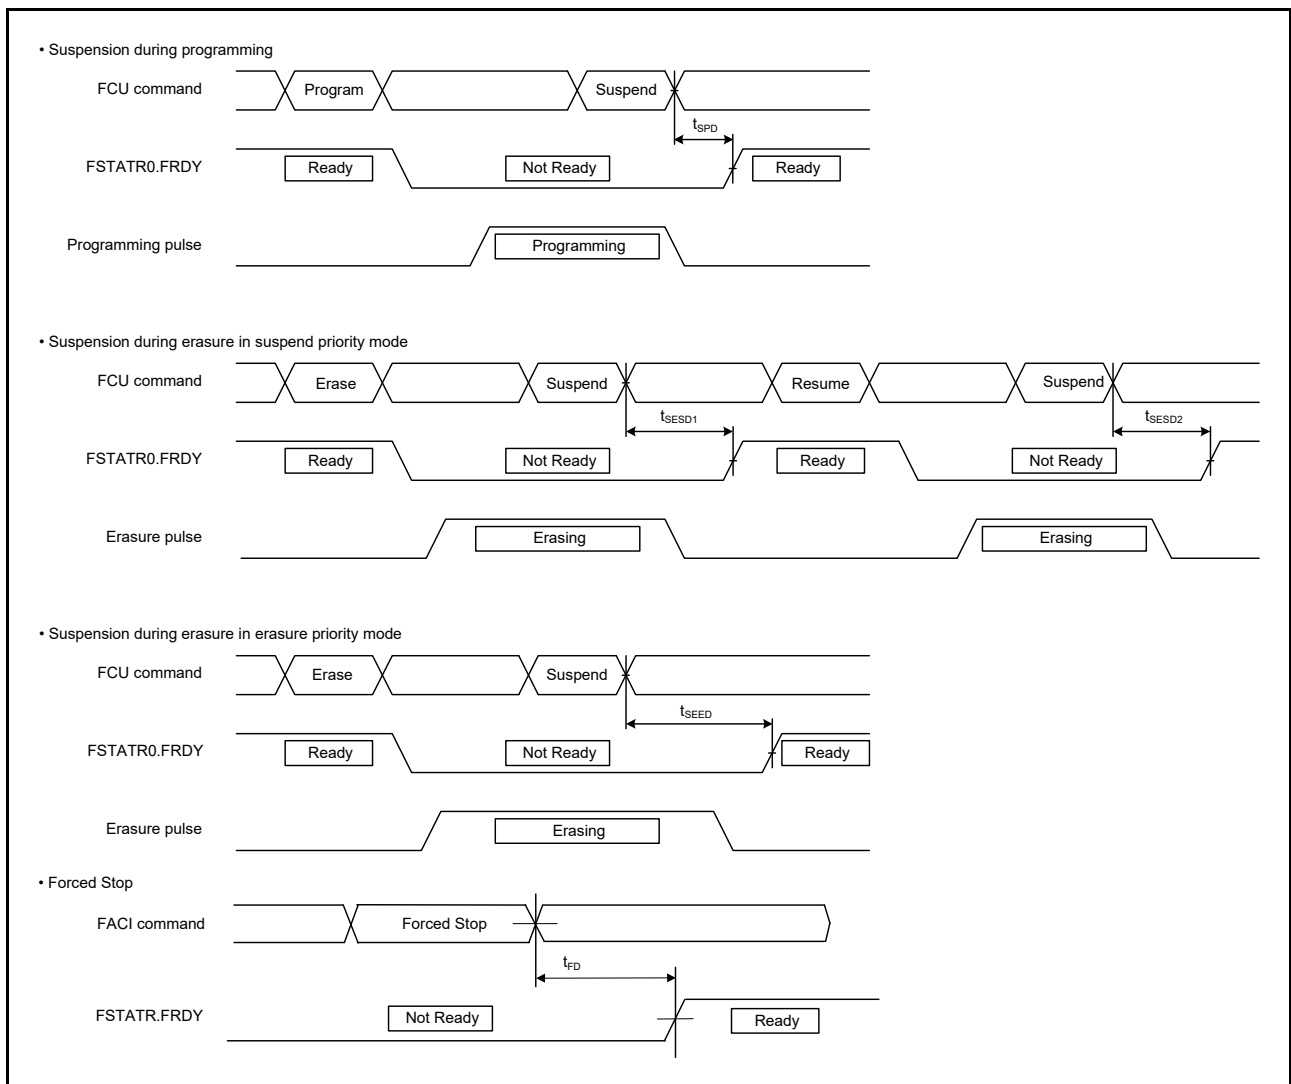 • Suspension during programming
FCU command Program Suspend
tSPD
FSTATR0.FRDY Ready Not Ready Ready
Programming pulse Programming
• Suspension during erasure in suspend priority mode
FCU command Erase Suspend Resume Suspend
tSESD1 tSESD2
FSTATR0.FRDY Ready Not Ready Ready Not Ready
Erasure pulse Erasing Erasing
• Suspension during erasure in erasure priority mode
FCU command Erase Suspend
tSEED
FSTATR0.FRDY Ready Not Ready Ready
Erasure pulse Erasing
• Forced Stop
FACI command Forced Stop
tFD
FSTATR.FRDY Not Ready Ready